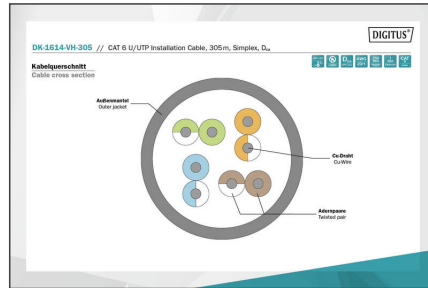 DIGITUS®
DK-1614-VH-305 // CAT 6 U/UTP Installation Cable, 305 m, Simplex, Dca
Kabelquerschnitt
Cable cross section
Außenmantel
Outer jacket
Cu-Draht
Cu-Wire
Adernpaare
Twisted pair